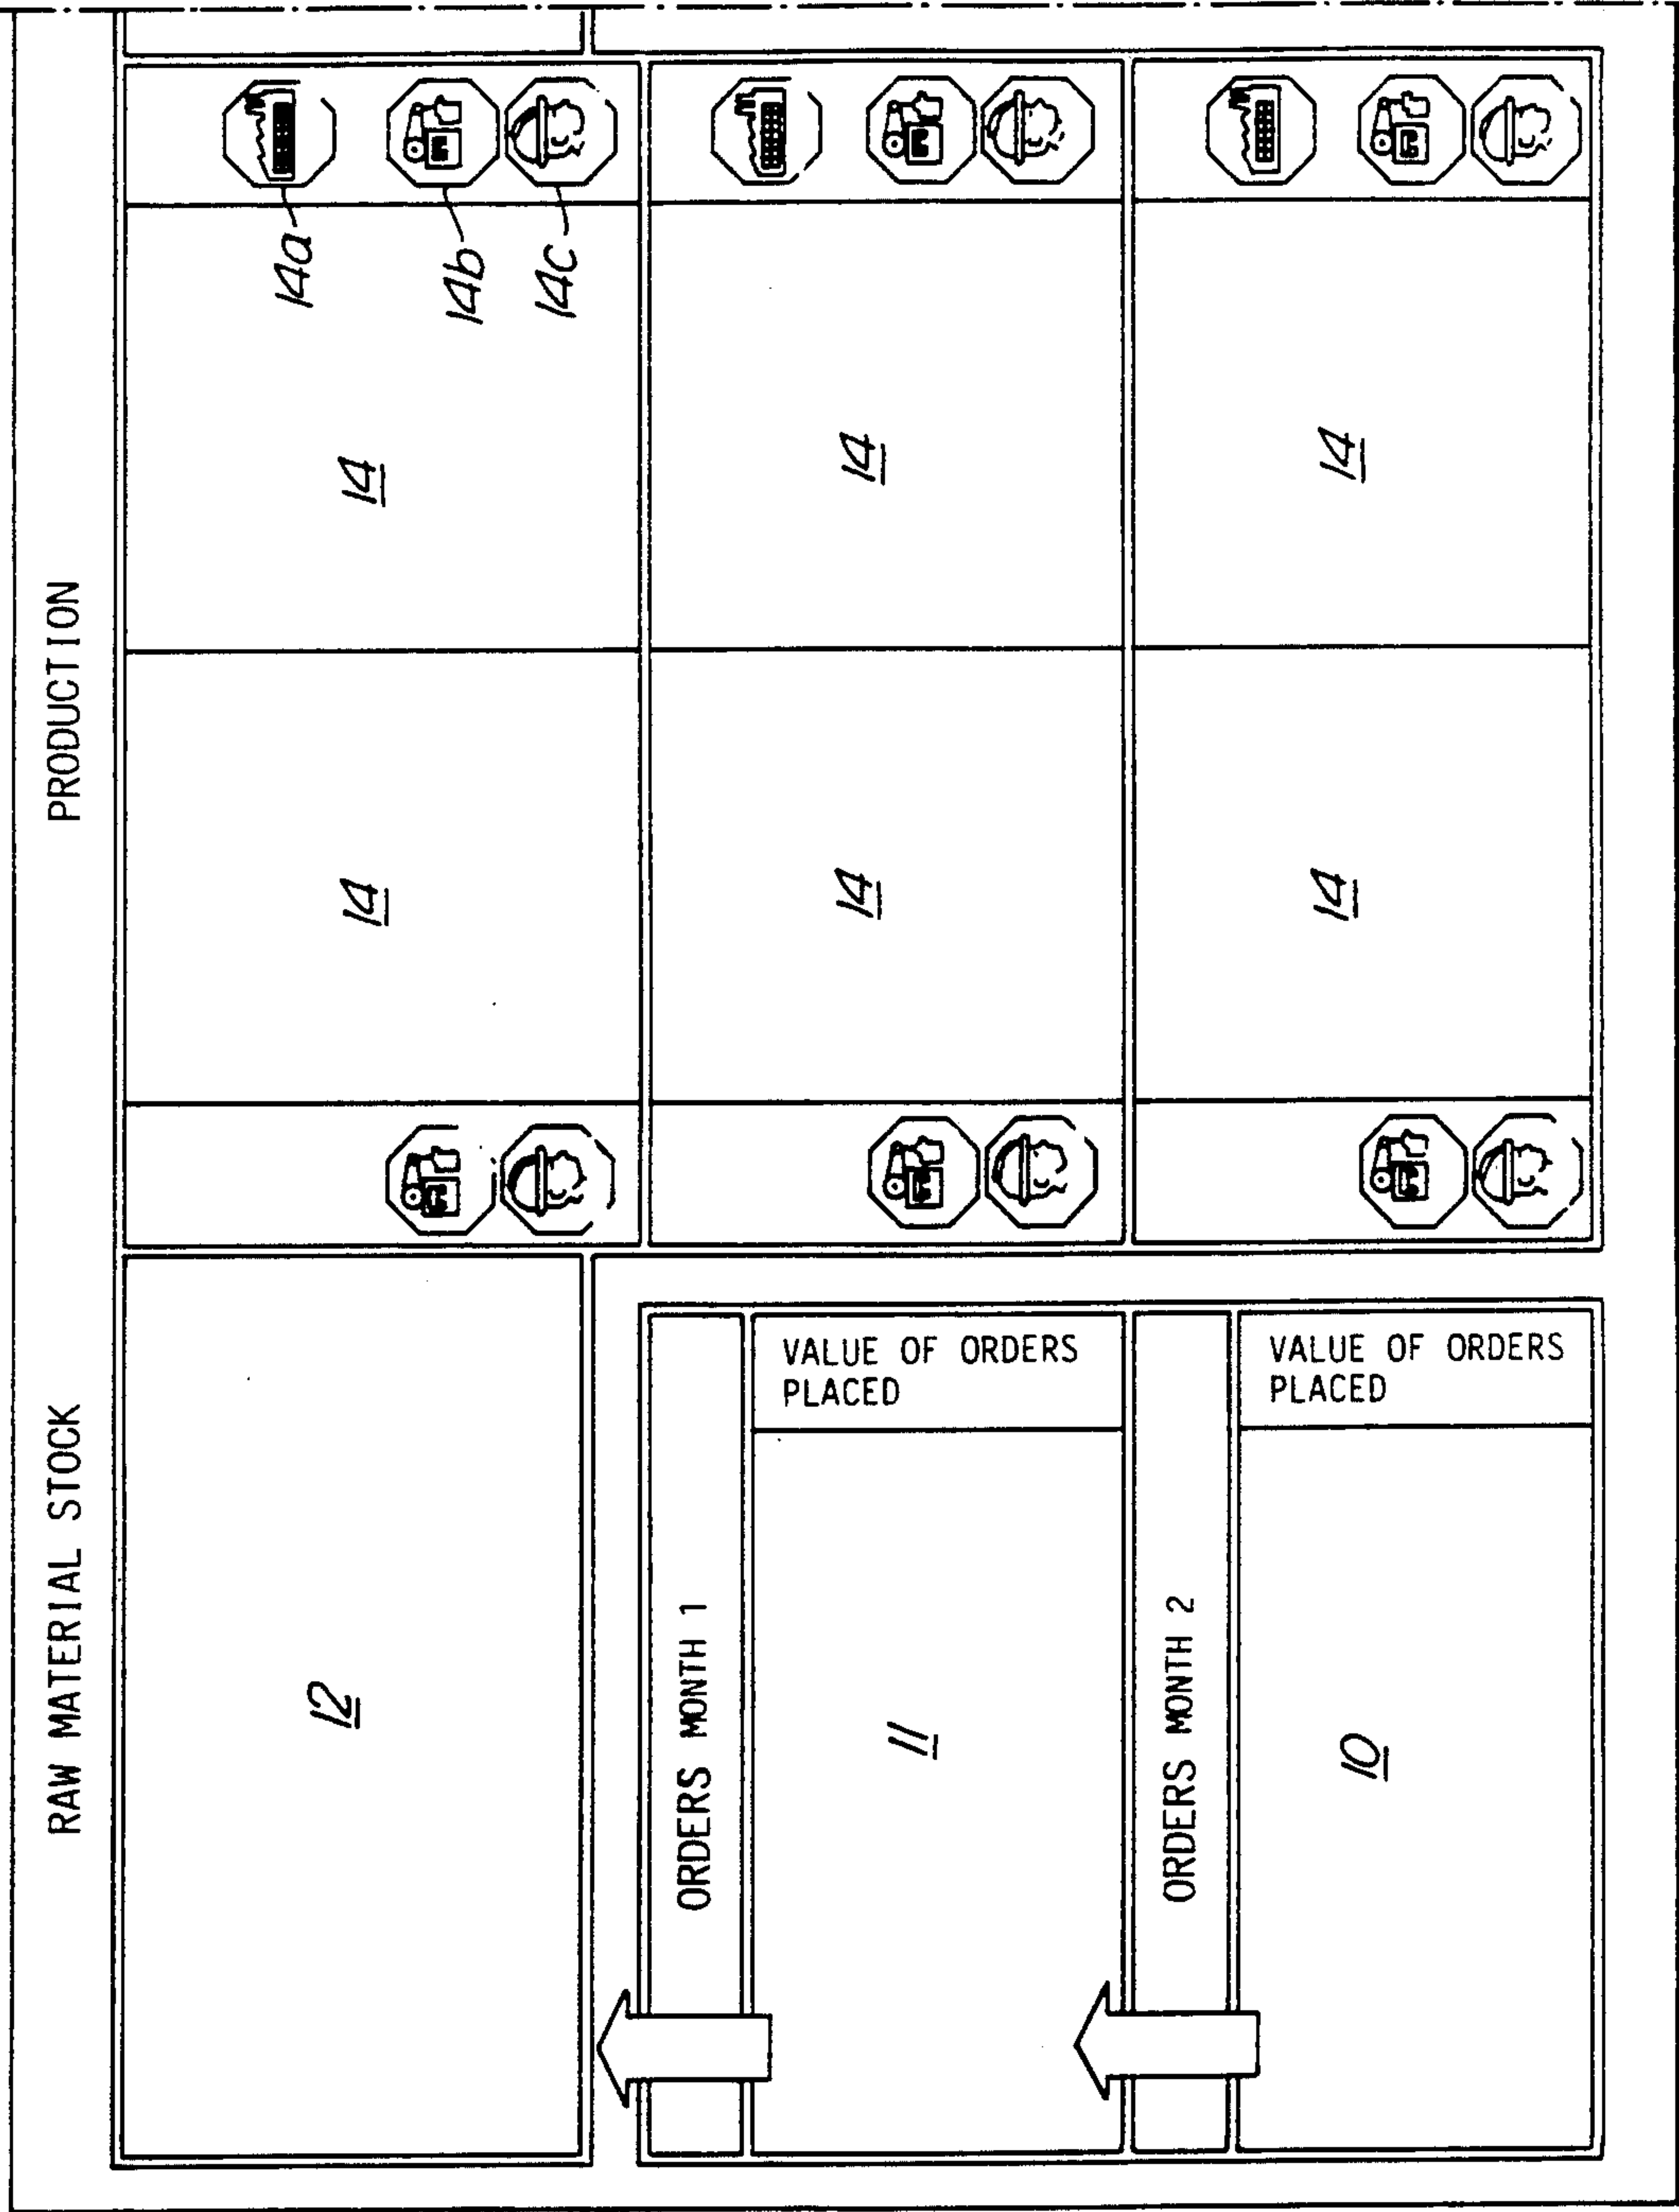 RAW MATERIAL STOCK
PRODUCTION
12
ORDERS MONTH 1
VALUE OF ORDERS
PLACED
11
ORDERS MONTH 2
VALUE OF ORDERS
PLACED
10
14
14
14a
14b
14c
14
14
14
14